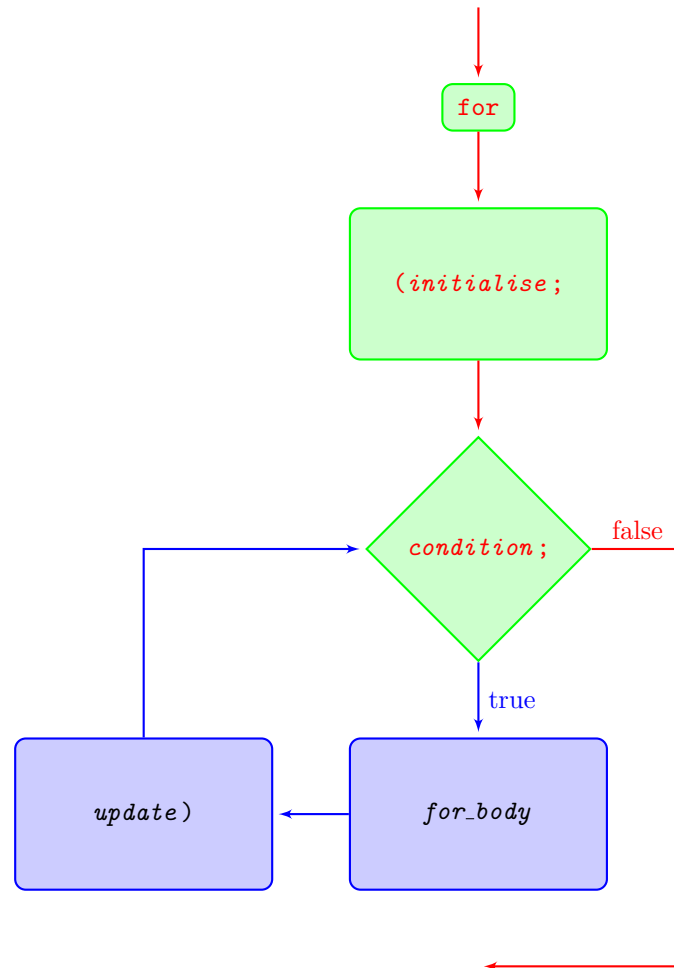 for
(initialise;
condition;
false
true
update)
for_body